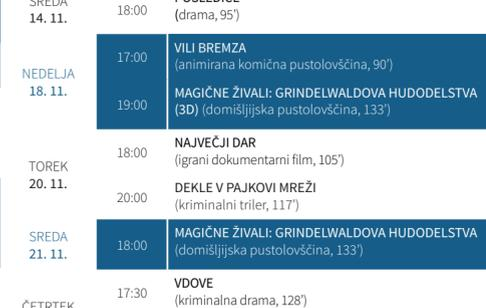 SREDA
14. 11.
18:00
(drama, 95’)
NEDELJA
18. 11.
17:00
VILI BREMZA
(animirana komična pustolovščina, 90’)
19:00
MAGIČNE ŽIVALI: GRINDELWALDOVA HUDODELSTVA
(3D) (domišljijska pustolovščina, 133’)
TOREK
20. 11.
18:00
NAJVEČJI DAR
(igrani dokumentarni film, 105’)
20:00
DEKLE V PAJKOVI MREŽI
(kriminalni triler, 117’)
SREDA
21. 11.
18:00
MAGIČNE ŽIVALI: GRINDELWALDOVA HUDODELSTVA
(domišljijska pustolovščina, 133’)
17:30
VDOVE
(kriminalna drama, 128’)
ČETRTEK